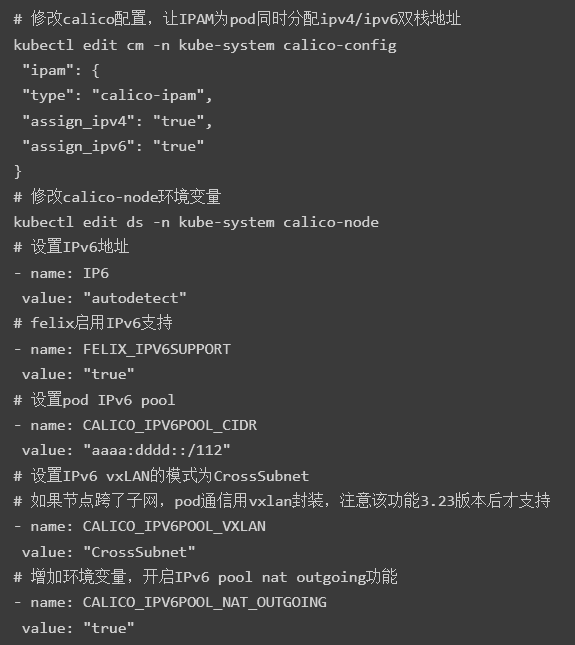 # 修改calico配置，让IPAM为pod同时分配ipv4/ipv6双栈地址
kubectl edit cm -n kube-system calico-config
 "ipam": {
 "type": "calico-ipam",
 "assign_ipv4": "true",
 "assign_ipv6": "true"
}
# 修改calico-node环境变量
kubectl edit ds -n kube-system calico-node
# 设置IPv6地址
- name: IP6
 value: "autodetect"
# felix启用IPv6支持
- name: FELIX_IPV6SUPPORT
 value: "true"
# 设置pod IPv6 pool
- name: CALICO_IPV6POOL_CIDR
 value: "aaaa:dddd::/112"
# 设置IPv6 vxLAN的模式为CrossSubnet
# 如果节点跨了子网，pod通信用vxlan封装，注意该功能3.23版本后才支持
- name: CALICO_IPV6POOL_VXLAN
 value: "CrossSubnet"
# 增加环境变量，开启IPv6 pool nat outgoing功能
- name: CALICO_IPV6POOL_NAT_OUTGOING
 value: "true"